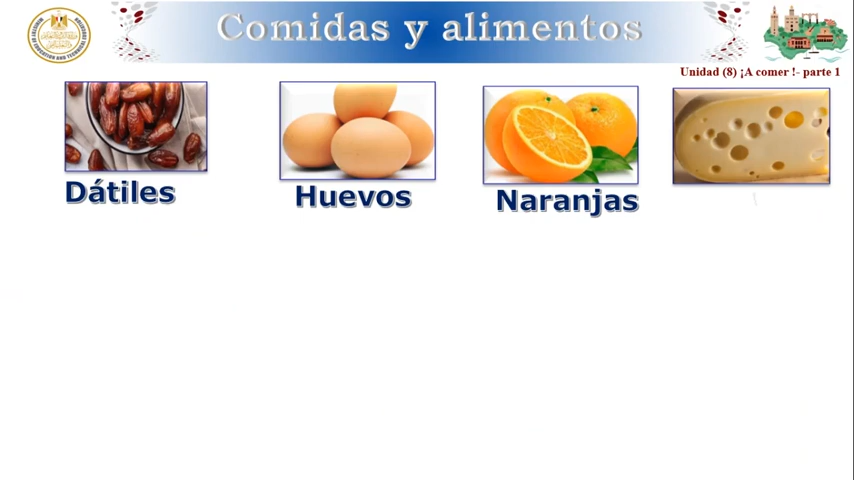 Comidas y alimentos
Unidad (8) ¡A comer !- parte 1
Dátiles
Huevos
Naranjas